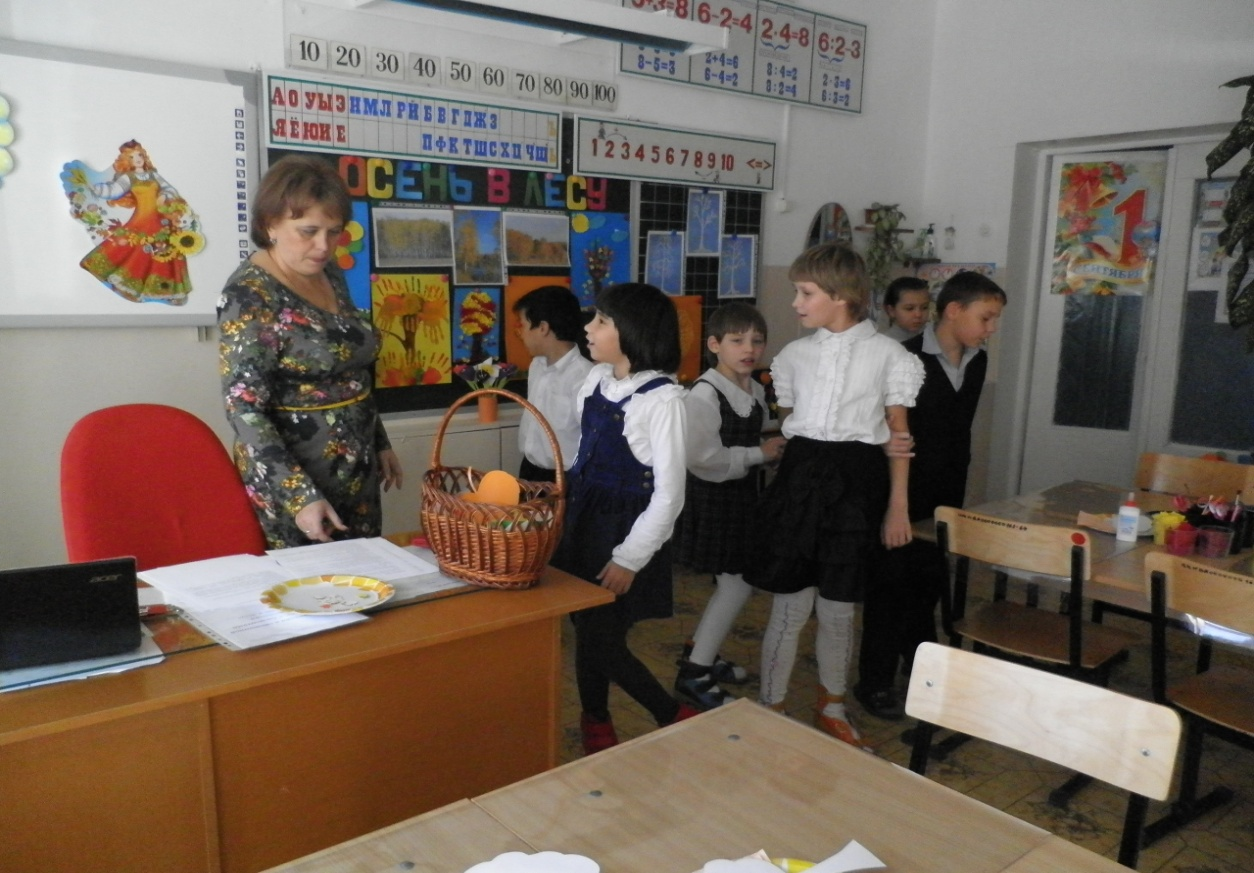 10 20 30 40 50 60 70 80 90 100
А О У Ы Э Н М Л Р Й Б В Г Д Ж З Ъ
Я Ё Ю И Е П Ф К Т Ш С Х Ц Ч Щ Ь
1 2 3 4 5 6 7 8 9 10 <=>
6-2=4
2+4=6
6-4=2
2·4=8
8:4=2
8:2=4
6:2=3
2·3=6
6:3=2
8-5=3
ОСЕНЬ В ЛЕСУ
1
СЕНТЯБРЯ
acer